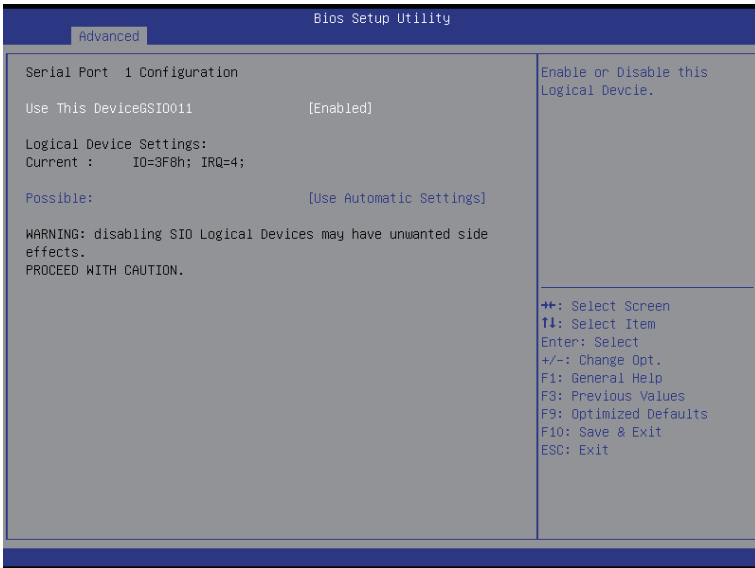 Bios Setup Utility
Advanced
Serial Port 1 Configuration
Use This DeviceGSIO011 [Enabled]
Logical Device Settings:
Current : IO=3F8h; IRQ=4;
Possible: [Use Automatic Settings]
WARNING: disabling SIO Logical Devices may have unwanted side
effects.
PROCEED WITH CAUTION.
Enable or Disable this
Logical Devcie.
→←: Select Screen
↑↓: Select Item
Enter: Select
+/-: Change Opt.
F1: General Help
F3: Previous Values
F9: Optimized Defaults
F10: Save & Exit
ESC: Exit